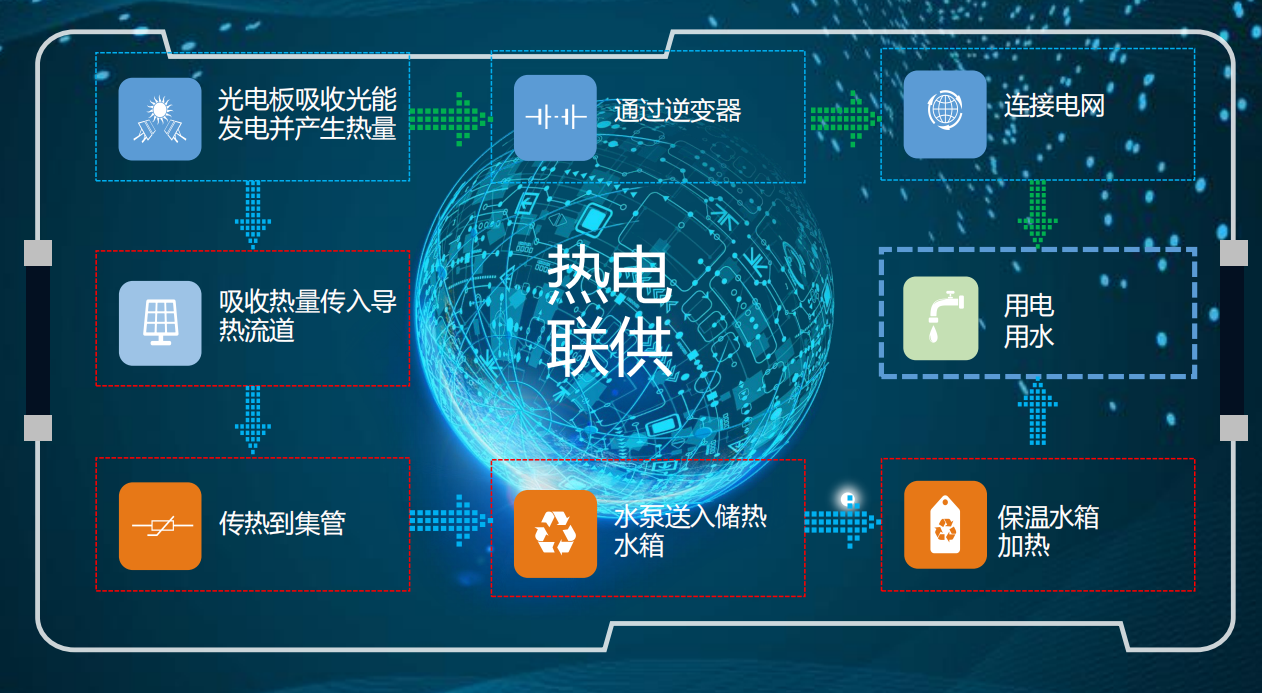 光电板吸收光能
发电并产生热量
通过逆变器
连接电网
热电
联供
吸收热量传入导
热流道
用电
用水
传热到集管
水泵送入储热
水箱
保温水箱
加热